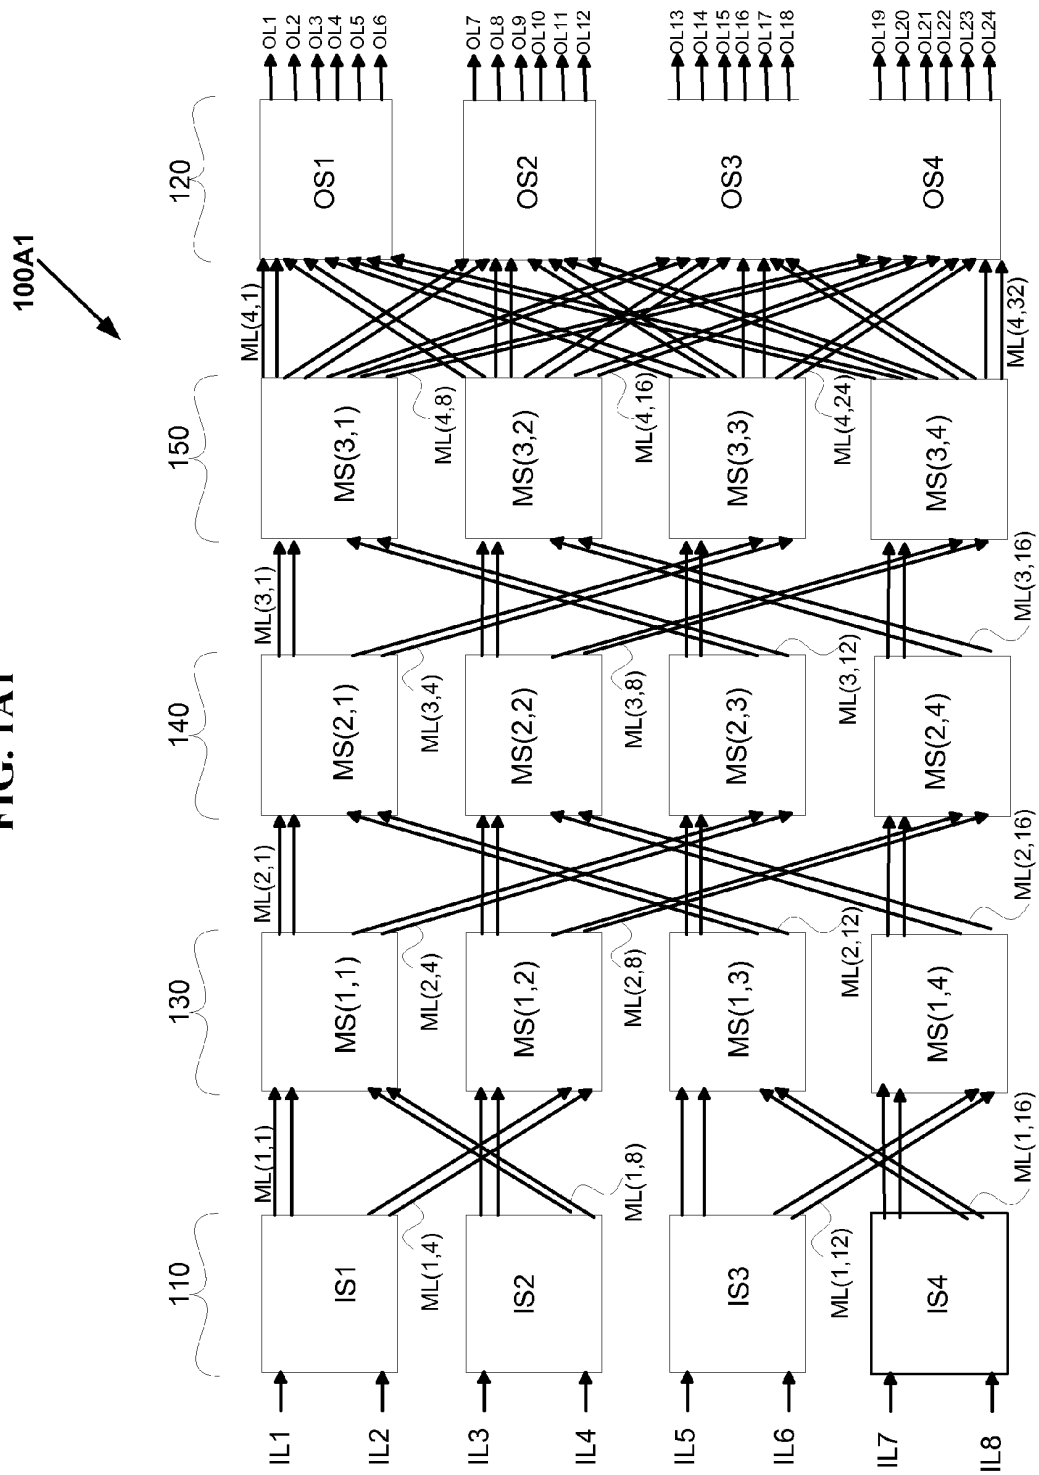 FIG. 1A1
100A1
110
130
140
150
120
IL1
IL2
IL3
IL4
IL5
IL6
IL7
IL8
IS1
IS2
IS3
IS4
ML(1,1)
ML(1,4)
ML(1,8)
ML(1,12)
ML(1,16)
MS(1,1)
MS(1,2)
MS(1,3)
MS(1,4)
ML(2,1)
ML(2,4)
ML(2,8)
ML(2,12)
ML(2,16)
MS(2,1)
MS(2,2)
MS(2,3)
MS(2,4)
ML(3,1)
ML(3,4)
ML(3,8)
ML(3,12)
ML(3,16)
MS(3,1)
MS(3,2)
MS(3,3)
MS(3,4)
ML(4,1)
ML(4,8)
ML(4,16)
ML(4,24)
ML(4,32)
OS1
OS2
OS3
OS4
OL1
OL2
OL3
OL4
OL5
OL6
OL7
OL8
OL9
OL10
OL11
OL12
OL13
OL14
OL15
OL16
OL17
OL18
OL19
OL20
OL21
OL22
OL23
OL24